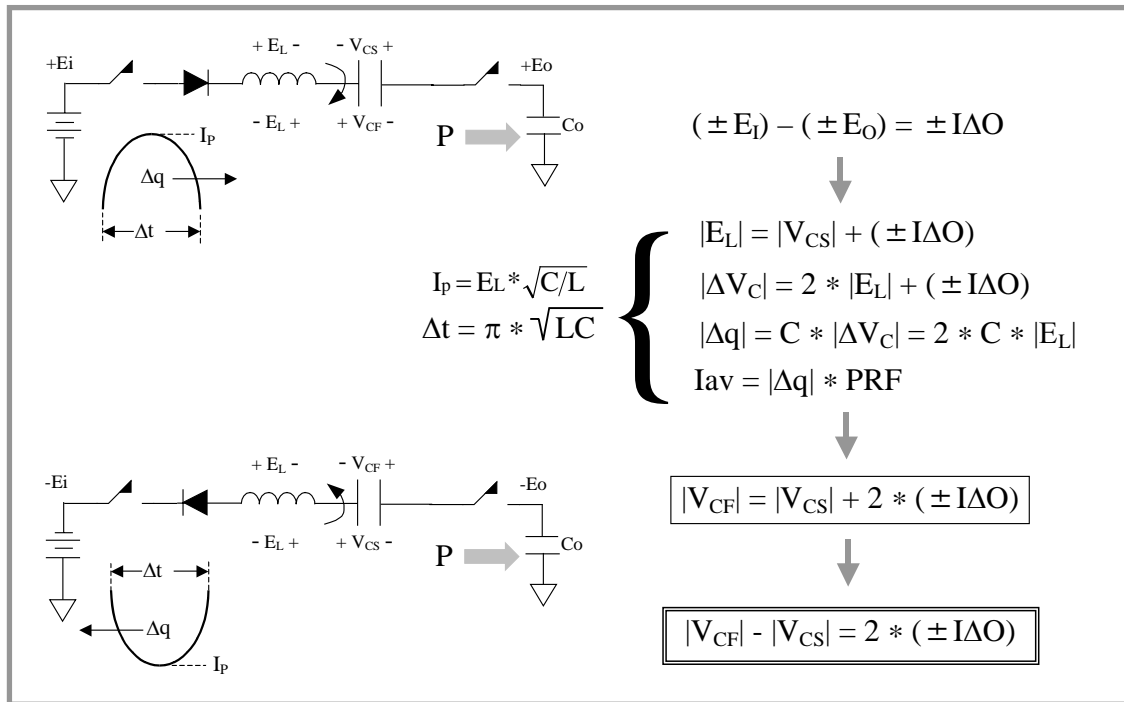 + E_L -
- V_CS +
+Ei
+Eo
- E_L +
+ V_CF -
I_P
P
Co
Δq
Δt
(±E_I) – (±E_O) = ±IΔO
|E_L| = |V_CS| + (±IΔO)
I_p = E_L * √C/L
|ΔV_C| = 2 * |E_L| + (±IΔO)
Δt = π * √LC
|Δq| = C * |ΔV_C| = 2 * C * |E_L|
Iav = |Δq| * PRF
+ E_L -
- V_CF +
-Ei
-Eo
- E_L +
+ V_CS -
P
Co
Δt
Δq
I_P
|V_CF| = |V_CS| + 2 * (±IΔO)
|V_CF| - |V_CS| = 2 * (±IΔO)